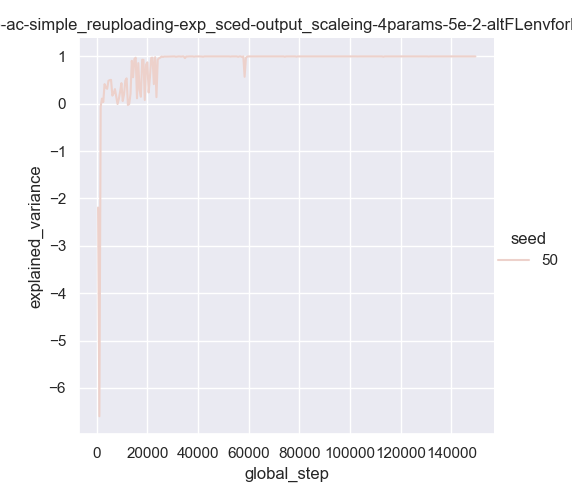 -ac-simple_reuploading-exp_sced-output_scaleing-4params-5e-2-altFLenvforl
1
0
−1
−2
−3
−4
−5
−6
explained_variance
0 20000 40000 60000 80000 100000 120000 140000
global_step
seed
50